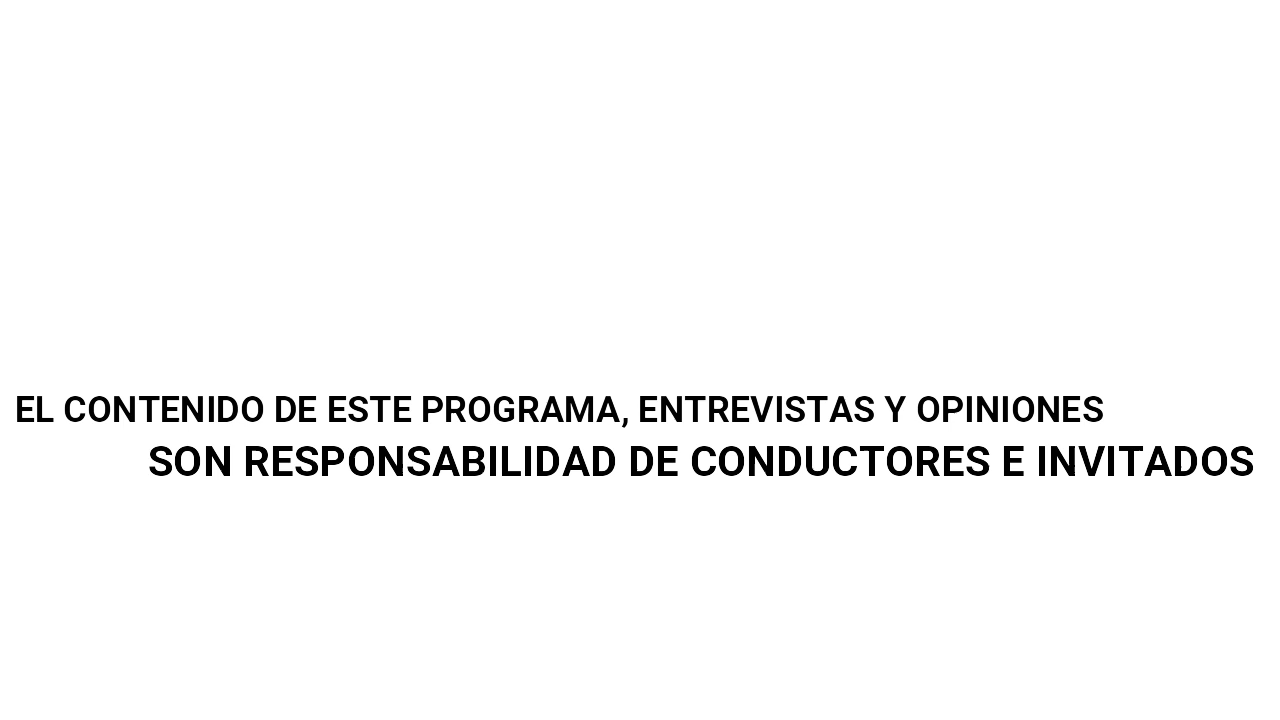 EL CONTENIDO DE ESTE PROGRAMA, ENTREVISTAS Y OPINIONES
SON RESPONSABILIDAD DE CONDUCTORES E INVITADOS